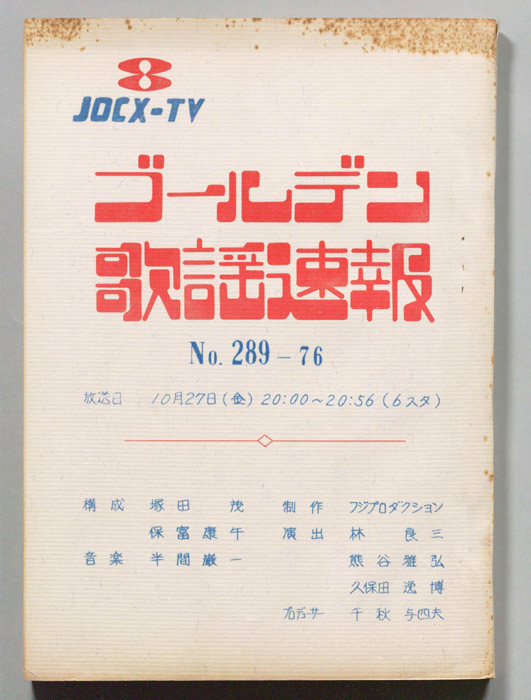 JOCX-TV
ゴールデン
歌謡速報
No. 289-76
放送日 10月27日(金) 20:00~20:56 (6スタ)
構成 塚田 茂 制作 フジプロダクション
保富康午 演出 林 良三
音楽 半間巌一 熊谷雅弘
久保田逸博
プロデューサー 千秋与四夫